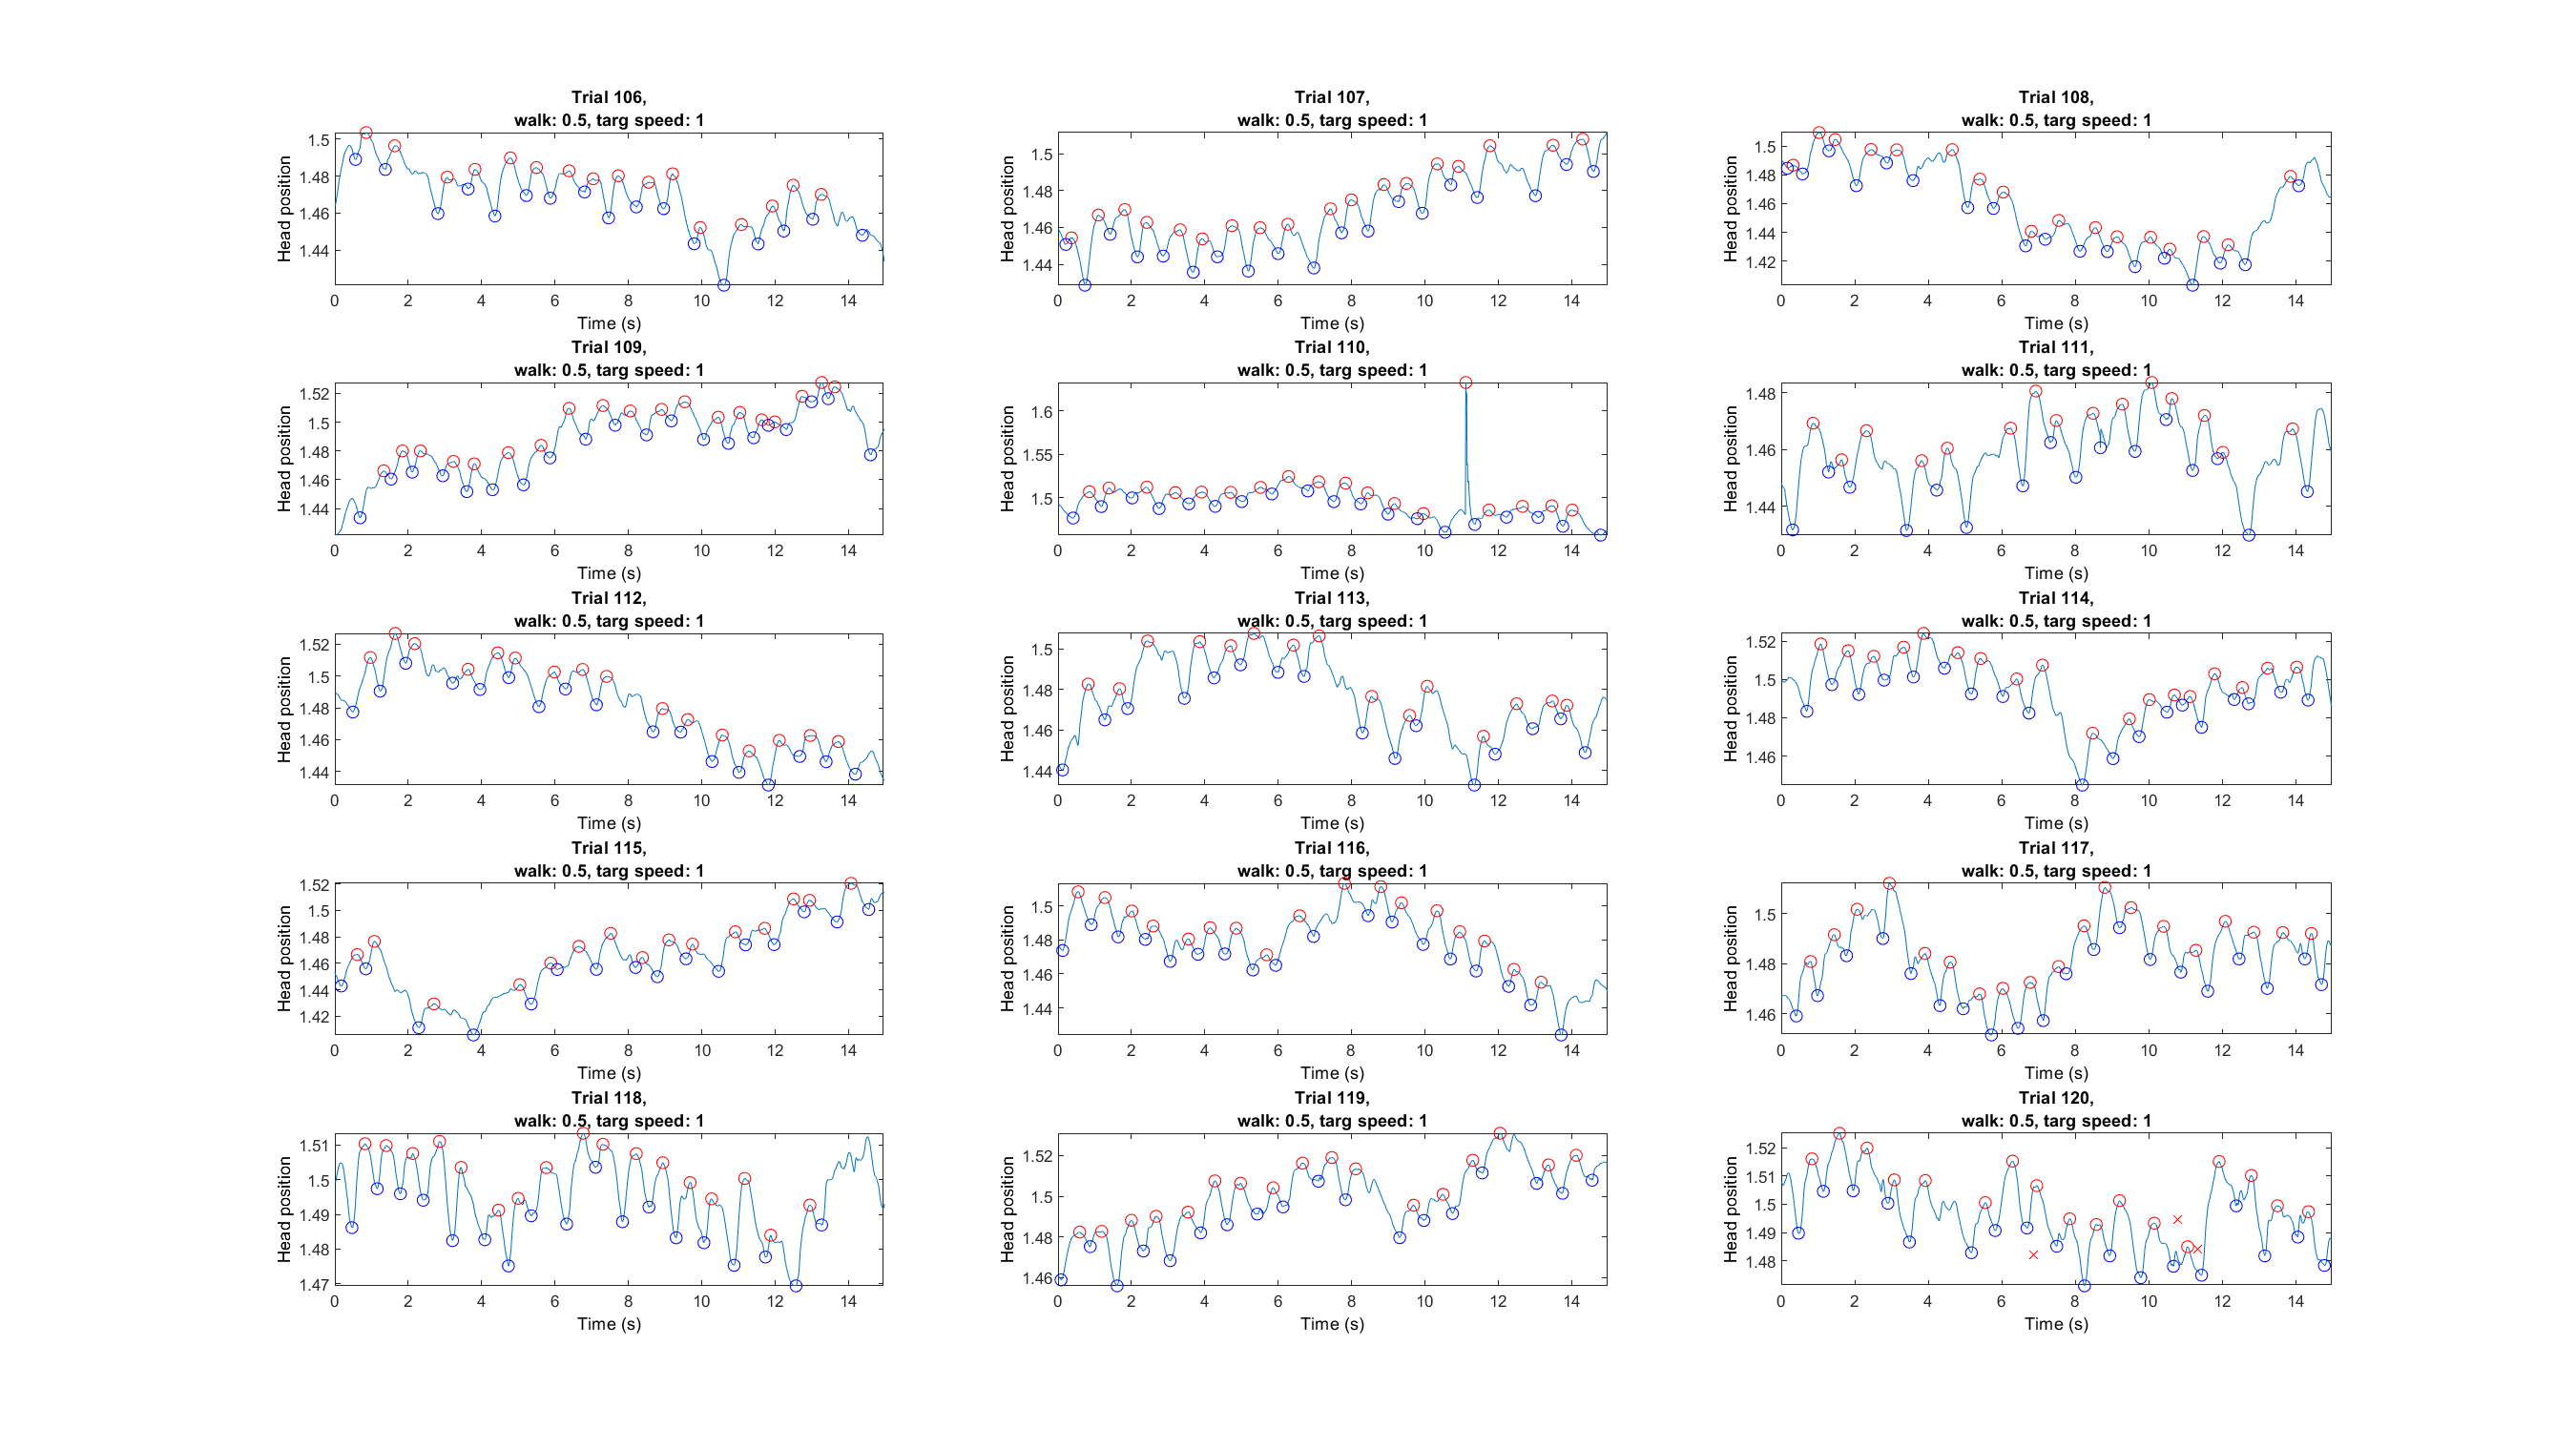 Trial 106,
walk: 0.5, targ speed: 1
1.5
1.48
1.46
1.44
Head position
0 2 4 6 8 10 12 14
Time (s)
Trial 107,
walk: 0.5, targ speed: 1
1.5
1.48
1.46
1.44
Head position
0 2 4 6 8 10 12 14
Time (s)
Trial 108,
walk: 0.5, targ speed: 1
1.5
1.48
1.46
1.44
1.42
Head position
0 2 4 6 8 10 12 14
Time (s)
Trial 109,
walk: 0.5, targ speed: 1
1.52
1.5
1.48
1.46
1.44
Head position
0 2 4 6 8 10 12 14
Time (s)
Trial 110,
walk: 0.5, targ speed: 1
1.6
1.55
1.5
Head position
0 2 4 6 8 10 12 14
Time (s)
Trial 111,
walk: 0.5, targ speed: 1
1.48
1.46
1.44
Head position
0 2 4 6 8 10 12 14
Time (s)
Trial 112,
walk: 0.5, targ speed: 1
1.52
1.5
1.48
1.46
1.44
Head position
0 2 4 6 8 10 12 14
Time (s)
Trial 113,
walk: 0.5, targ speed: 1
1.5
1.48
1.46
1.44
Head position
0 2 4 6 8 10 12 14
Time (s)
Trial 114,
walk: 0.5, targ speed: 1
1.52
1.5
1.48
1.46
Head position
0 2 4 6 8 10 12 14
Time (s)
Trial 115,
walk: 0.5, targ speed: 1
1.52
1.5
1.48
1.46
1.44
1.42
Head position
0 2 4 6 8 10 12 14
Time (s)
Trial 116,
walk: 0.5, targ speed: 1
1.5
1.48
1.46
1.44
Head position
0 2 4 6 8 10 12 14
Time (s)
Trial 117,
walk: 0.5, targ speed: 1
1.5
1.48
1.46
Head position
0 2 4 6 8 10 12 14
Time (s)
Trial 118,
walk: 0.5, targ speed: 1
1.51
1.5
1.49
1.48
1.47
Head position
0 2 4 6 8 10 12 14
Time (s)
Trial 119,
walk: 0.5, targ speed: 1
1.52
1.5
1.48
1.46
Head position
0 2 4 6 8 10 12 14
Time (s)
Trial 120,
walk: 0.5, targ speed: 1
1.52
1.51
1.5
1.49
1.48
Head position
0 2 4 6 8 10 12 14
Time (s)